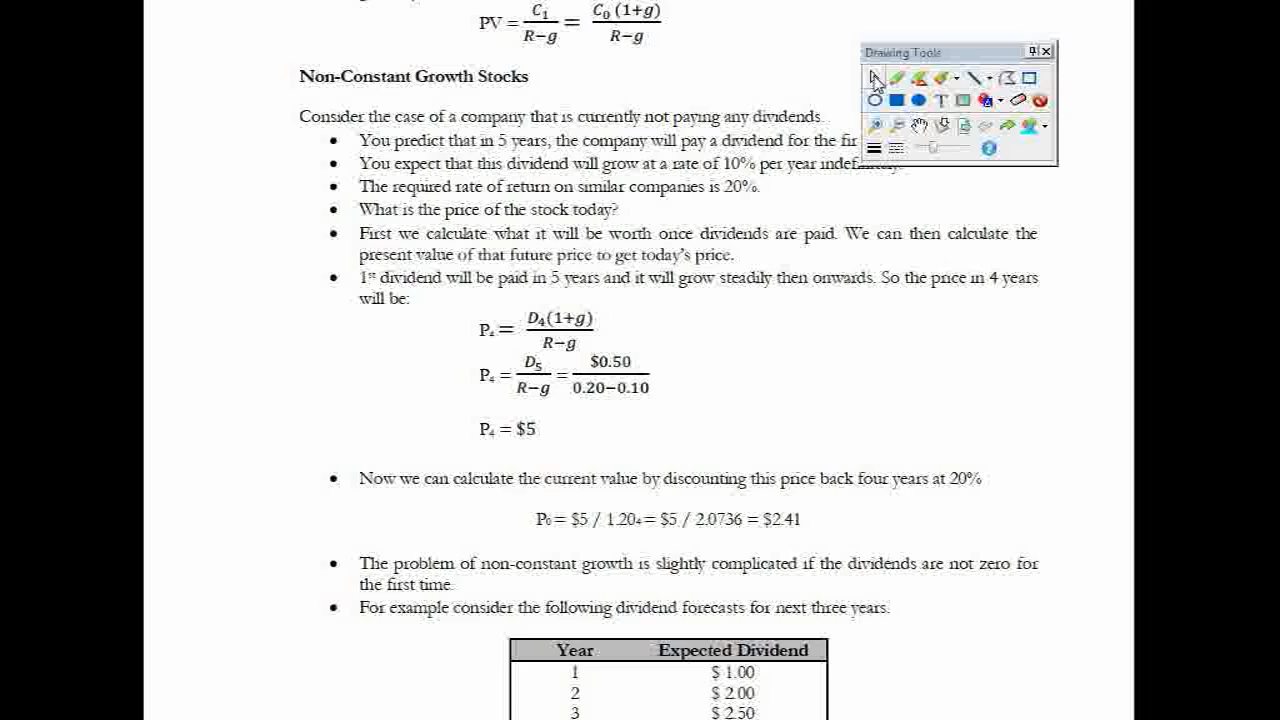 PV = C₁ / R−g = C₀ (1+g) / R−g
Drawing Tools
Non-Constant Growth Stocks
Consider the case of a company that is currently not paying any dividends.
• You predict that in 5 years, the company will pay a dividend for the
• You expect that this dividend will grow at a rate of 10% per year
• The required rate of return on similar companies is 20%.
• What is the price of the stock today?
• First we calculate what it will be worth once dividends are paid. We can then calculate the
present value of that future price to get today's price.
• 1st dividend will be paid in 5 years and it will grow steadily then onwards. So the price in 4 years
will be:
P₄ = D₄(1+g) / R−g
P₄ = D₅ / R−g = $0.50 / 0.20−0.10
P₄ = $5
• Now we can calculate the current value by discounting this price back four years at 20%
P₀ = $5 / 1.20₄ = $5 / 2.0736 = $2.41
• The problem of non-constant growth is slightly complicated if the dividends are not zero for
the first time.
• For example consider the following dividend forecasts for next three years.
Year Expected Dividend
1 $ 1.00
2 $ 2.00
3 $ 2.50